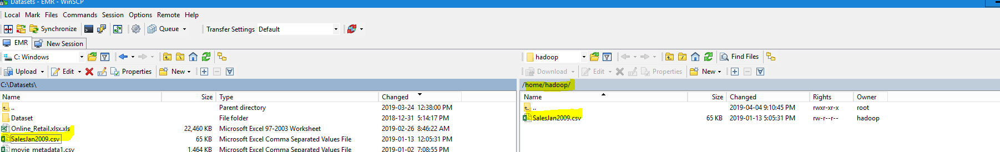 Datasets - EMR - WinSCP
Local Mark Files Commands Session Options Remote Help
Synchronize Queue Transfer Settings Default
EMR New Session
C: Windows
Upload Edit Properties New
C:\Datasets\
Name Size Type Changed
.. Parent directory 2019-03-24 12:38:00 PM
Dataset File folder 2018-12-31 5:14:17 PM
Online_Retail.xlsx.xls 22,460 KB Microsoft Excel 97-2003 Worksheet 2019-02-26 8:46:22 AM
SalesJan2009.csv 65 KB Microsoft Excel Comma Separated Values File 2019-01-13 12:05:31 PM
movie_metadata1.csv 1,464 KB Microsoft Excel Comma Separated Values File 2019-01-02 7:08:55 PM
hadoop Find Files
Download Edit Properties New
/home/hadoop/
Name Size Changed Rights Owner
.. 2019-04-04 9:10:45 PM rwxr-xr-x root
SalesJan2009.csv 65 KB 2019-01-13 5:05:31 PM rw-r--r-- hadoop